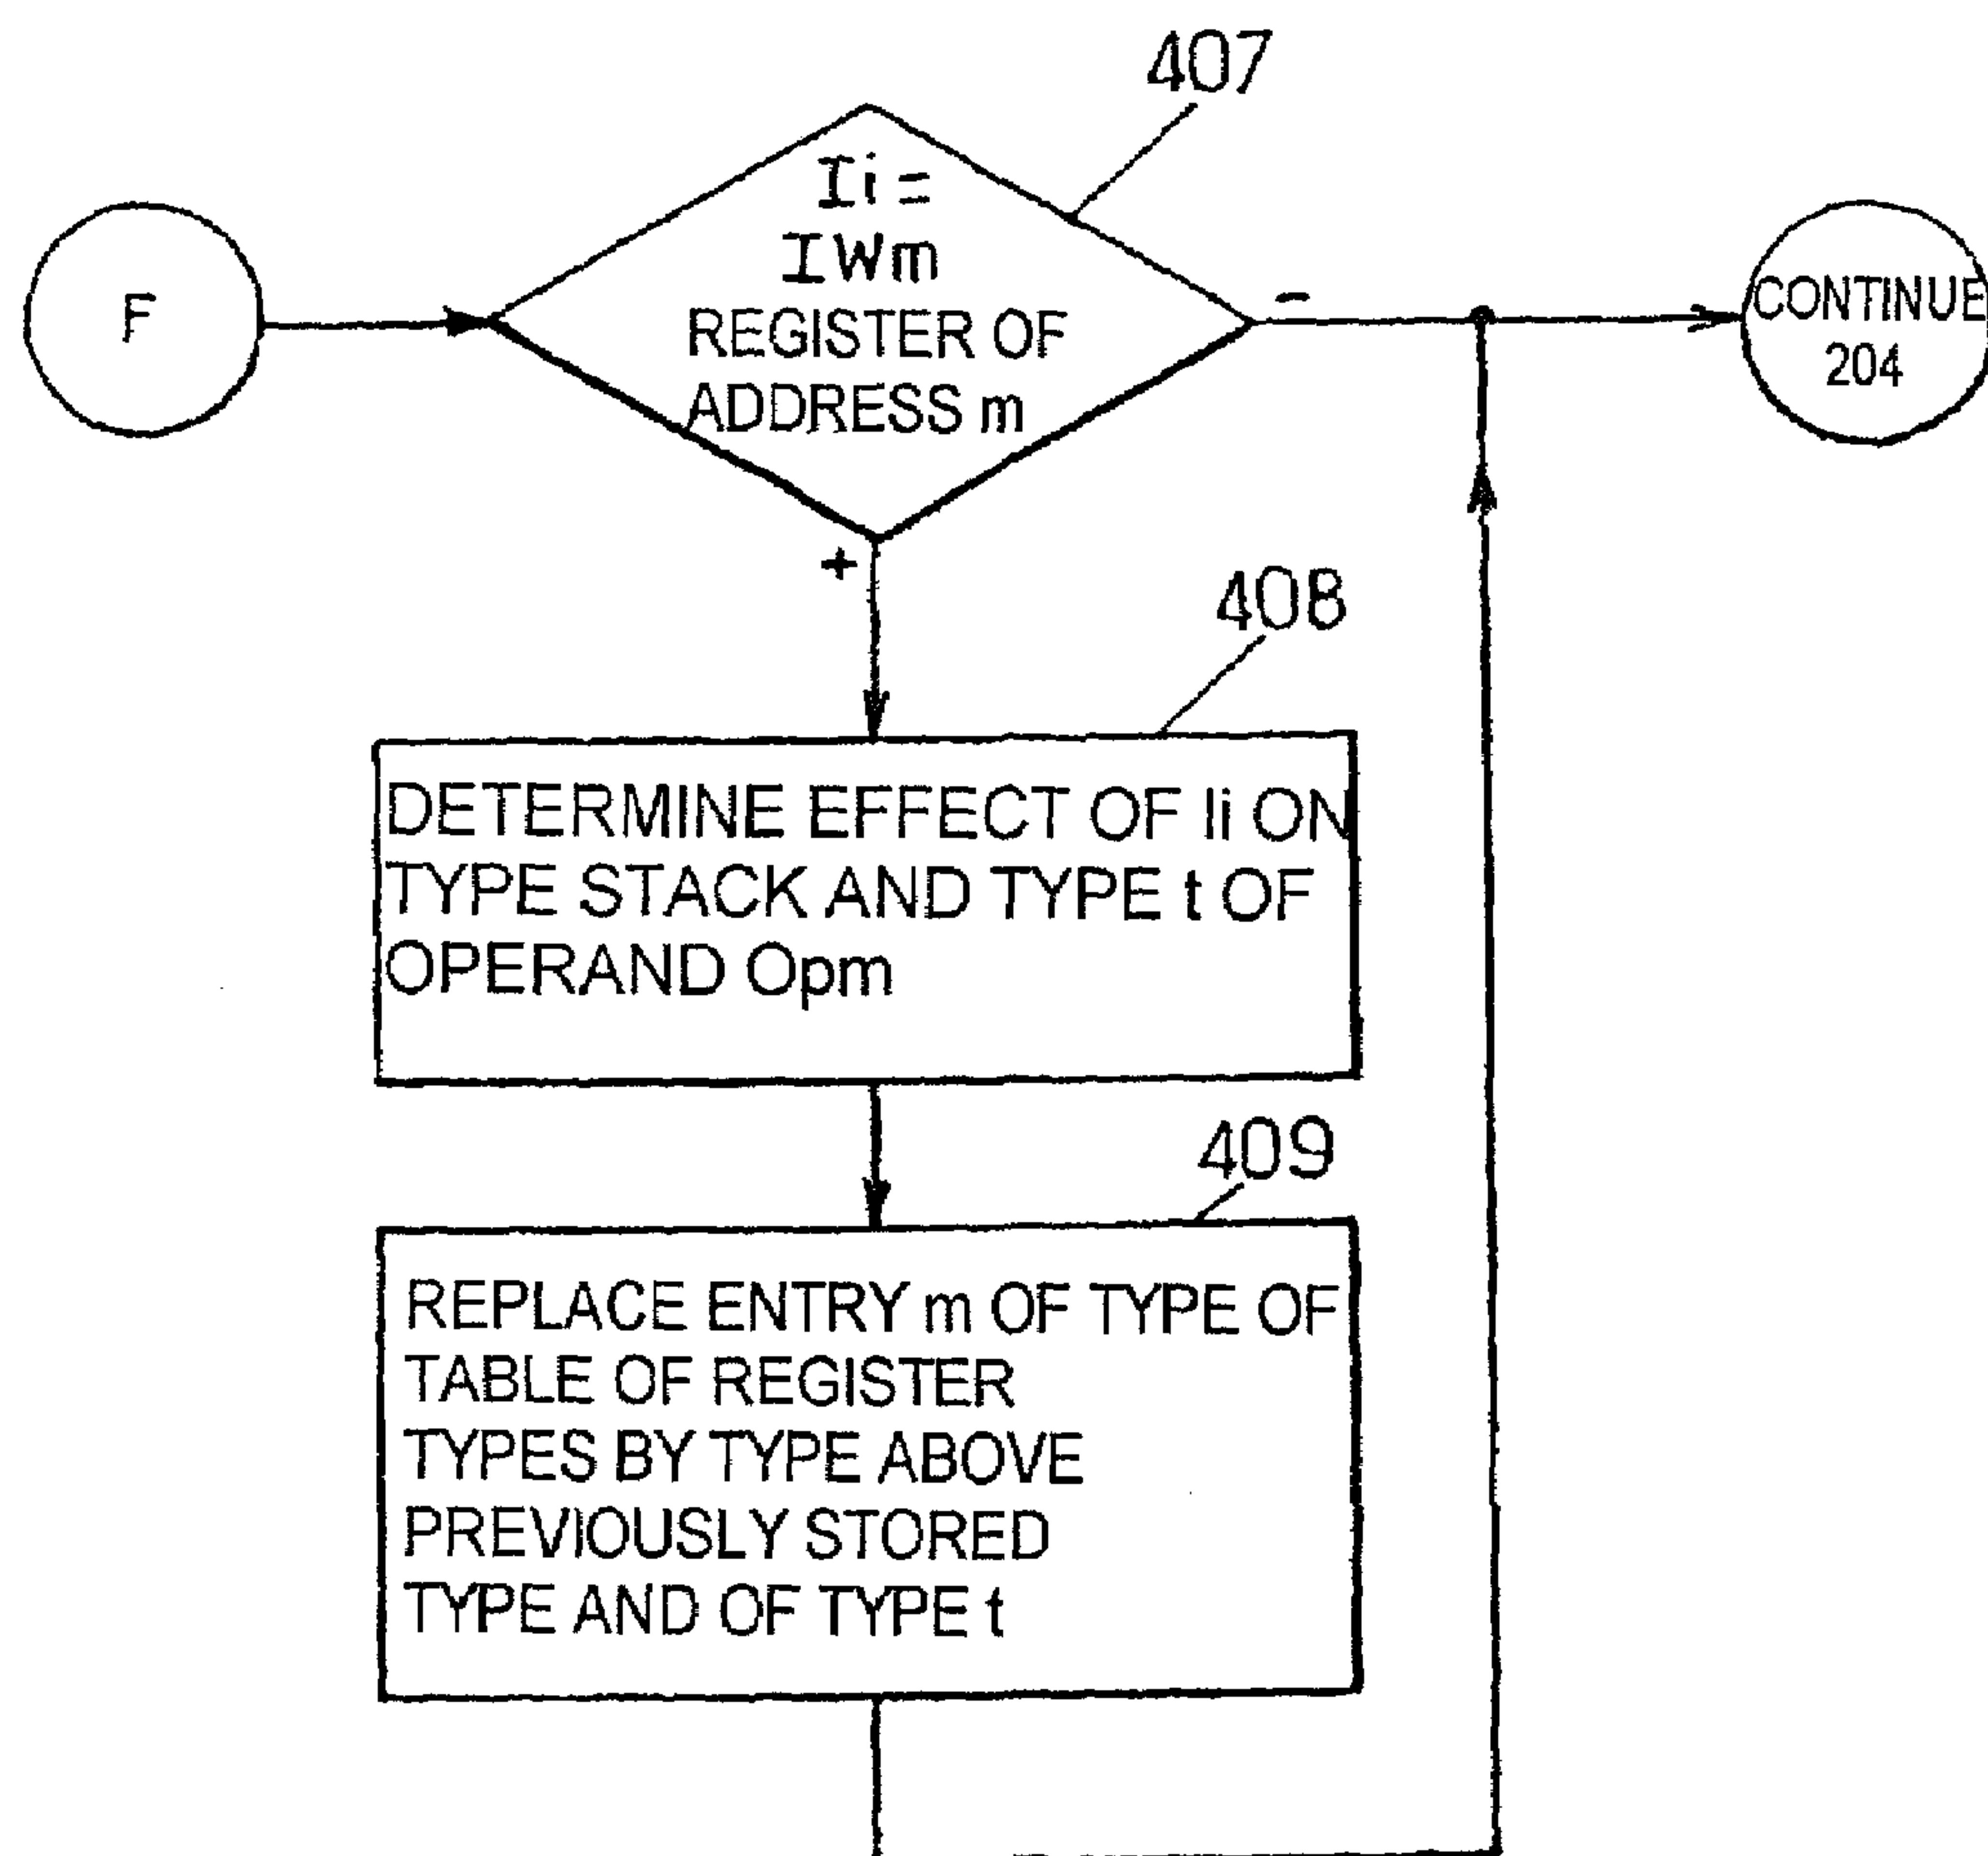 407
Ii =
IWm
REGISTER OF
ADDRESS m
F
-
CONTINUE
204
+
408
DETERMINE EFFECT OF Ii ON
TYPE STACK AND TYPE t OF
OPERAND Opm
409
REPLACE ENTRY m OF TYPE OF
TABLE OF REGISTER
TYPES BY TYPE ABOVE
PREVIOUSLY STORED
TYPE AND OF TYPE t